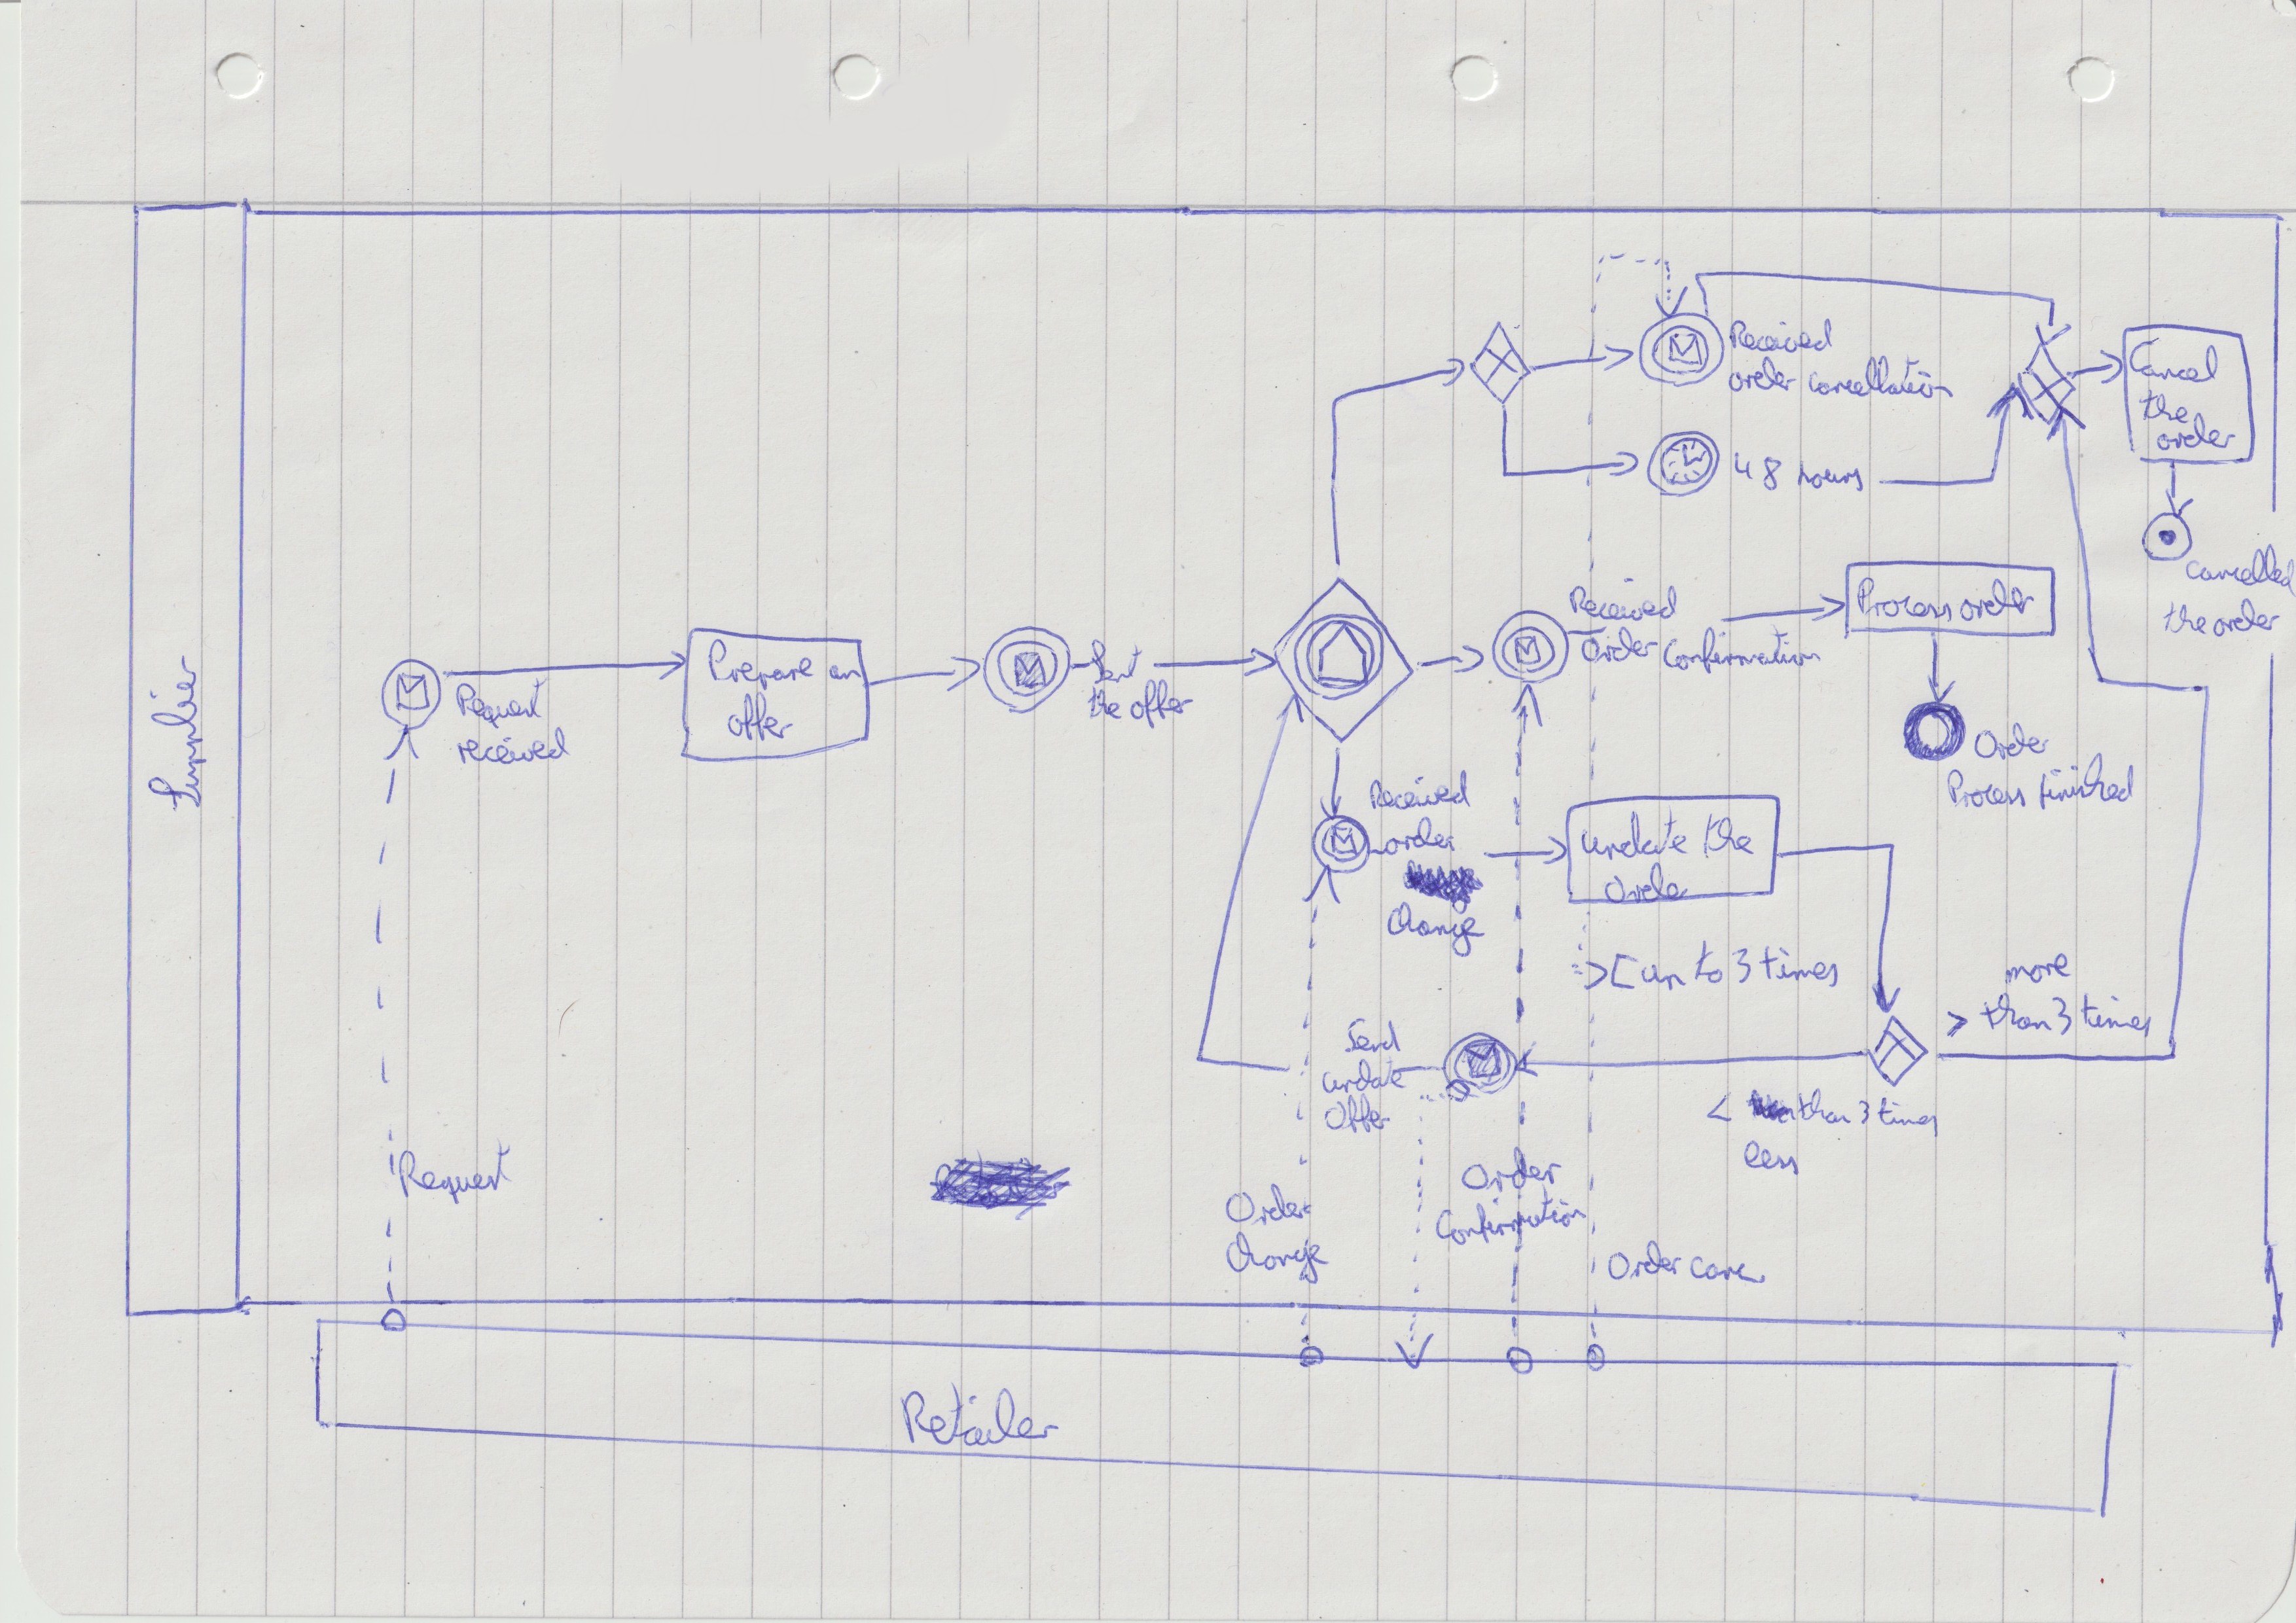 Supplier
Request
received
Prepare an
offer
Sent
the offer
Received
order cancellation
48 hours
Cancel
the
order
Cancelled
the order
Received
Order Confirmation
Process order
Order
Process finished
Received
order
change
update the
Order
up to 3 times
more
> than 3 times
< than 3 times
less
Send
update
Offer
Request
Order
Change
Order
Confirmation
Order canc
Retailer